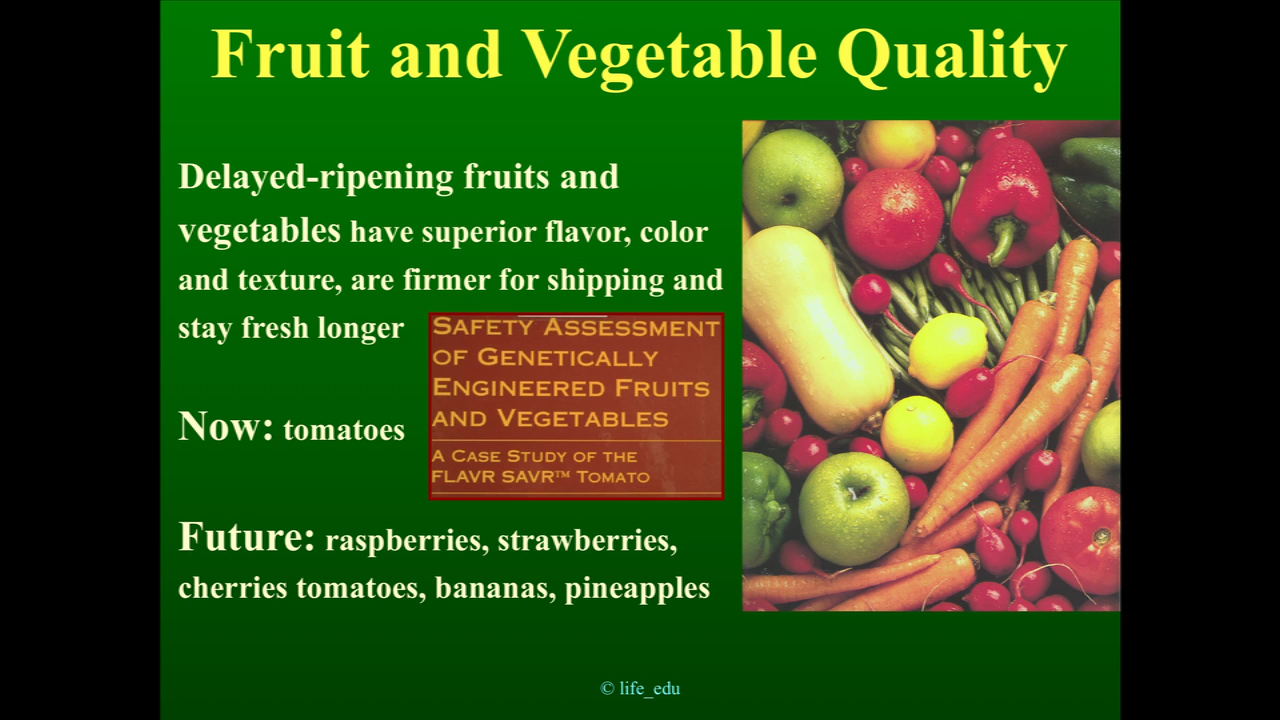 Fruit and Vegetable Quality
Delayed-ripening fruits and
vegetables have superior flavor, color
and texture, are firmer for shipping and
stay fresh longer
SAFETY ASSESSMENT
OF GENETICALLY
ENGINEERED FRUITS
AND VEGETABLES
A CASE STUDY OF THE
FLAVR SAVR™ TOMATO
Now: tomatoes
Future: raspberries, strawberries,
cherries tomatoes, bananas, pineapples
© life_edu